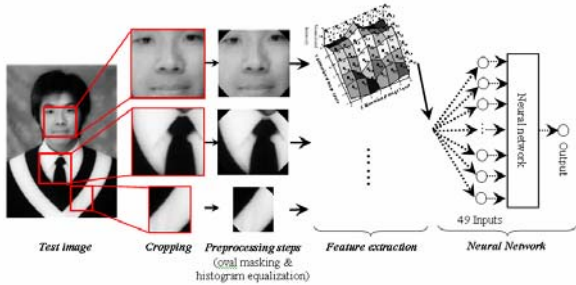 Neural network
Output
49 Inputs
Test image
Cropping
Preprocessing steps
(oval masking &
histogram equalization)
Feature extraction
Neural Network